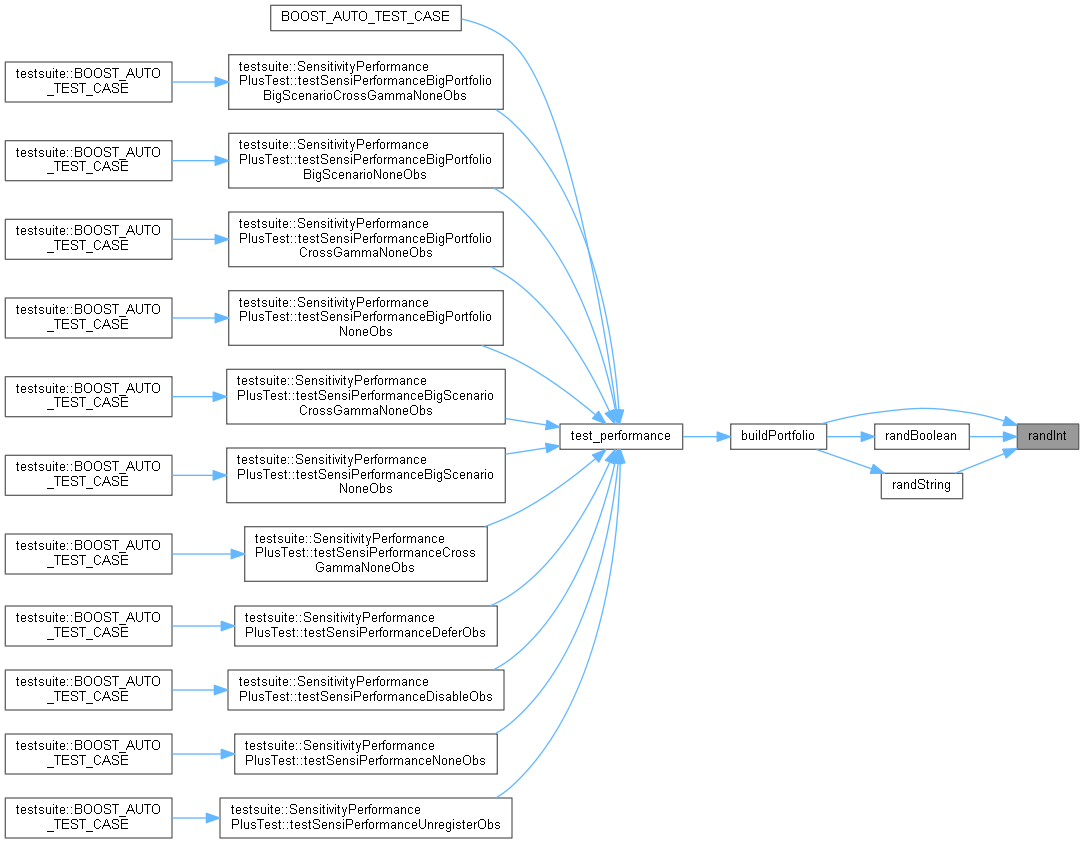 BOOST_AUTO_TEST_CASE
testsuite::BOOST_AUTO
_TEST_CASE
testsuite::SensitivityPerformance
PlusTest::testSensiPerformanceBigPortfolio
BigScenarioCrossGammaNoneObs
testsuite::BOOST_AUTO
_TEST_CASE
testsuite::SensitivityPerformance
PlusTest::testSensiPerformanceBigPortfolio
BigScenarioNoneObs
testsuite::BOOST_AUTO
_TEST_CASE
testsuite::SensitivityPerformance
PlusTest::testSensiPerformanceBigPortfolio
CrossGammaNoneObs
testsuite::BOOST_AUTO
_TEST_CASE
testsuite::SensitivityPerformance
PlusTest::testSensiPerformanceBigPortfolio
NoneObs
testsuite::BOOST_AUTO
_TEST_CASE
testsuite::SensitivityPerformance
PlusTest::testSensiPerformanceBigScenario
CrossGammaNoneObs
testsuite::BOOST_AUTO
_TEST_CASE
testsuite::SensitivityPerformance
PlusTest::testSensiPerformanceBigScenario
NoneObs
testsuite::BOOST_AUTO
_TEST_CASE
testsuite::SensitivityPerformance
PlusTest::testSensiPerformanceCross
GammaNoneObs
testsuite::BOOST_AUTO
_TEST_CASE
testsuite::SensitivityPerformance
PlusTest::testSensiPerformanceDeferObs
testsuite::BOOST_AUTO
_TEST_CASE
testsuite::SensitivityPerformance
PlusTest::testSensiPerformanceDisableObs
testsuite::BOOST_AUTO
_TEST_CASE
testsuite::SensitivityPerformance
PlusTest::testSensiPerformanceNoneObs
testsuite::BOOST_AUTO
_TEST_CASE
testsuite::SensitivityPerformance
PlusTest::testSensiPerformanceUnregisterObs
test_performance
buildPortfolio
randBoolean
randString
randInt